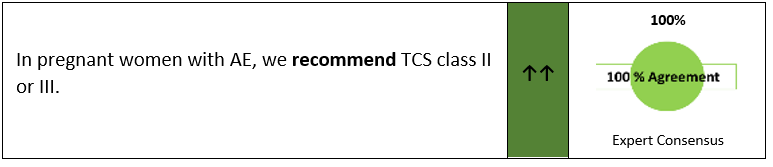 In pregnant women with AE, we recommend TCS class II
or III.
↑↑
100%
100 % Agreement
Expert Consensus